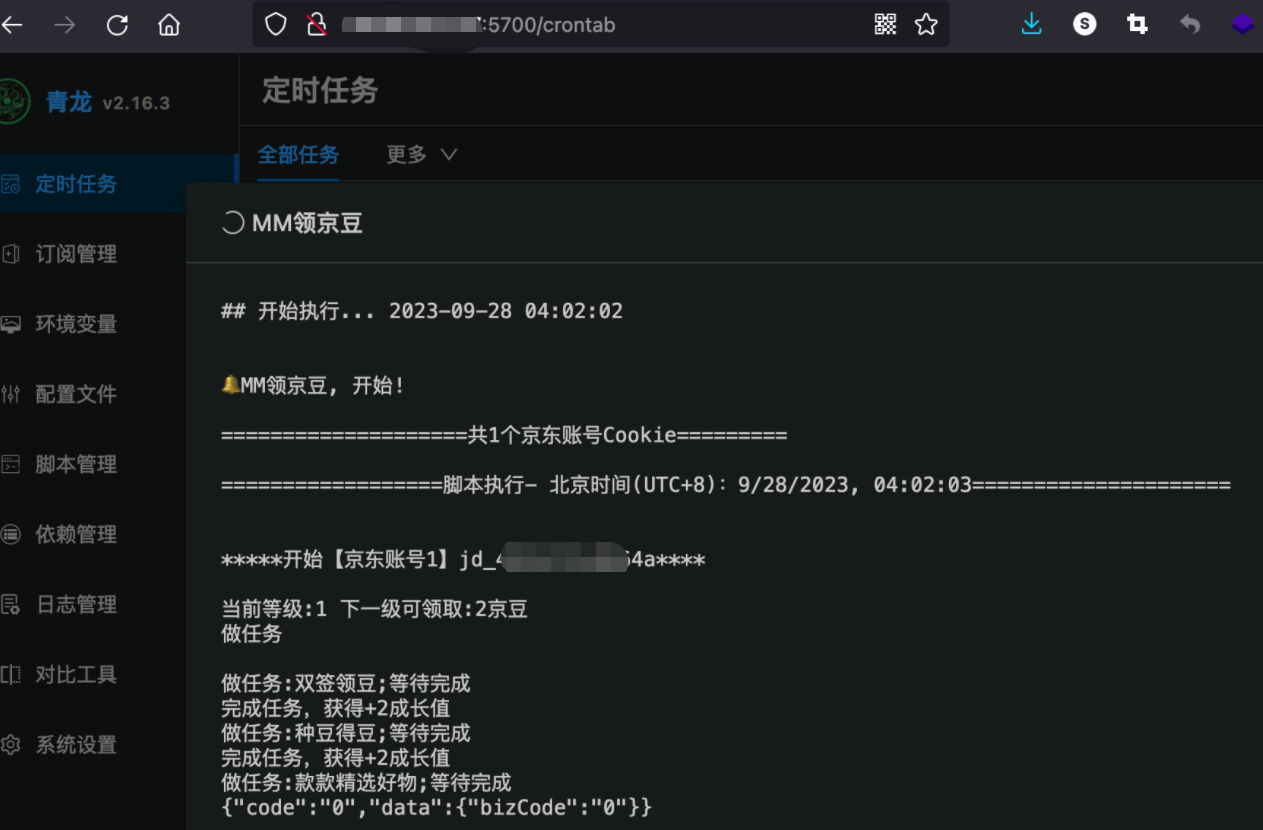 :5700/crontab
S
青龙 v2.16.3
定时任务
全部任务 更多
定时任务
订阅管理
环境变量
配置文件
脚本管理
依赖管理
日志管理
对比工具
系统设置
MM领京豆
## 开始执行... 2023-09-28 04:02:02
🔔MM领京豆, 开始!
====================共1个京东账号Cookie=========
==================脚本执行- 北京时间(UTC+8): 9/28/2023, 04:02:03=====================
*****开始【京东账号1】jd_4 64a****
当前等级:1 下一级可领取:2京豆
做任务
做任务:双签领豆;等待完成
完成任务, 获得+2成长值
做任务:种豆得豆;等待完成
完成任务, 获得+2成长值
做任务:款款精选好物;等待完成
{"code":"0","data":{"bizCode":"0"}}